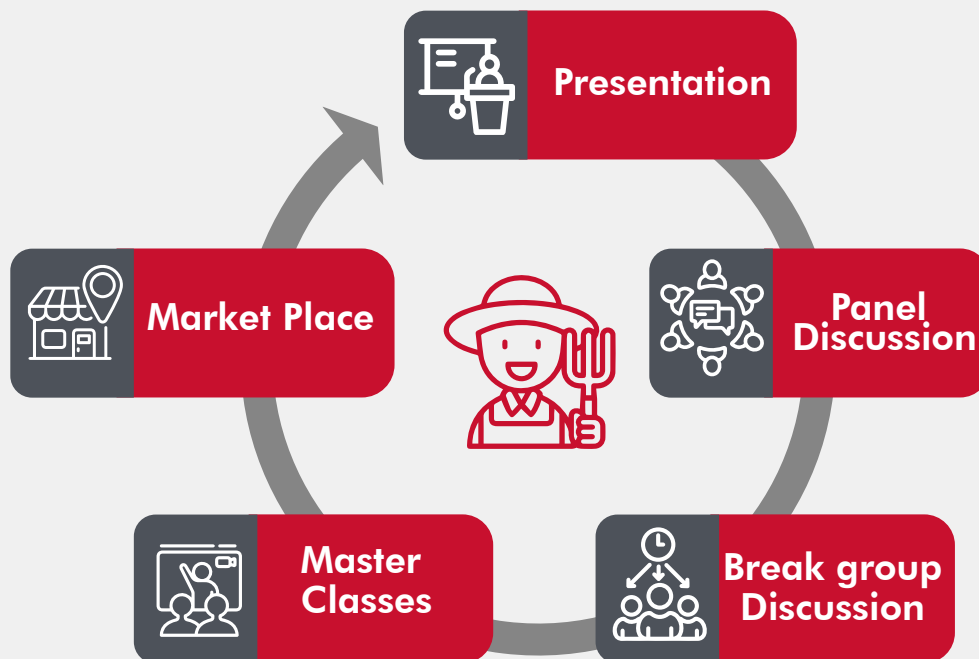 Presentation
Panel
Discussion
Break group
Discussion
Master
Classes
Market Place